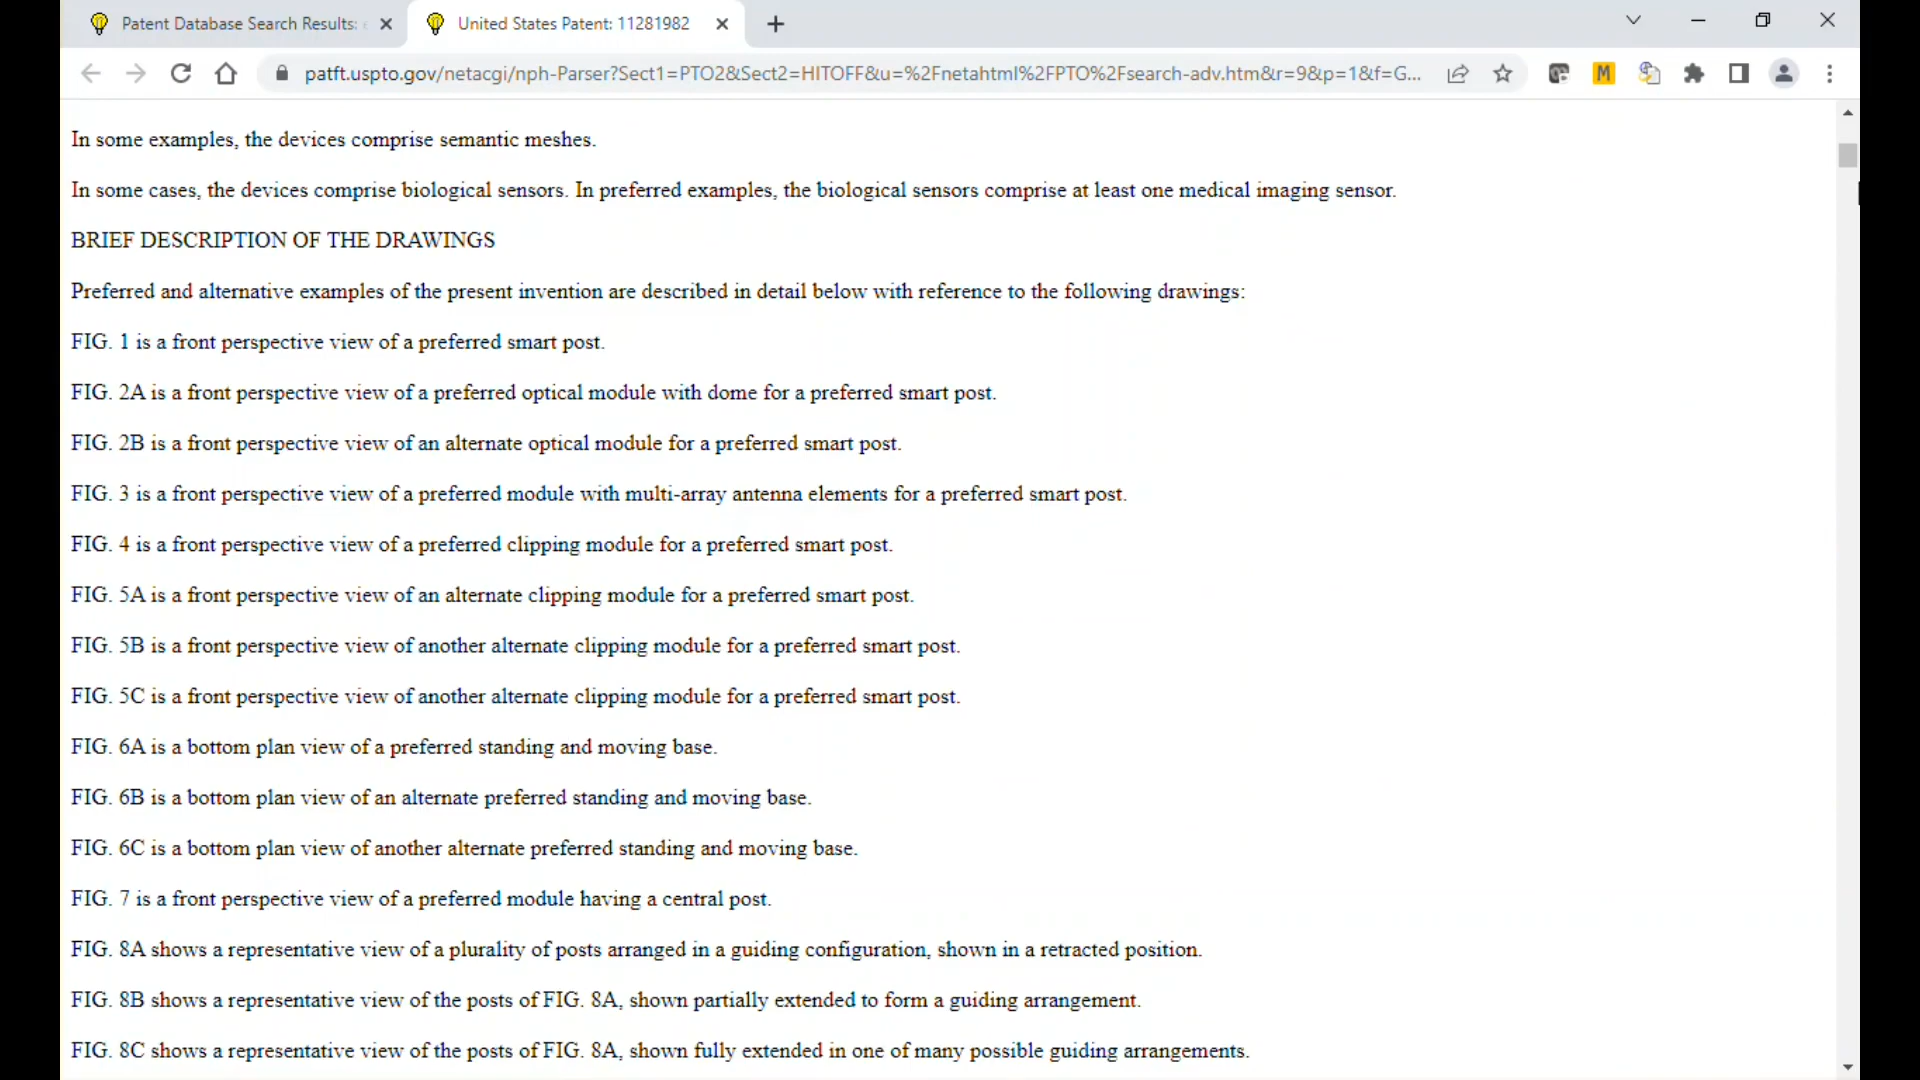 Patent Database Search Results:
United States Patent: 11281982
patft.uspto.gov/netacgi/nph-Parser?Sect1=PTO2&Sect2=HITOFF&u=%2Fnetahtml%2FPTO%2Fsearch-adv.htm&r=9&p=1&f=G...
M
In some examples, the devices comprise semantic meshes.
In some cases, the devices comprise biological sensors. In preferred examples, the biological sensors comprise at least one medical imaging sensor.
BRIEF DESCRIPTION OF THE DRAWINGS
Preferred and alternative examples of the present invention are described in detail below with reference to the following drawings:
FIG. 1 is a front perspective view of a preferred smart post.
FIG. 2A is a front perspective view of a preferred optical module with dome for a preferred smart post.
FIG. 2B is a front perspective view of an alternate optical module for a preferred smart post.
FIG. 3 is a front perspective view of a preferred module with multi-array antenna elements for a preferred smart post.
FIG. 4 is a front perspective view of a preferred clipping module for a preferred smart post.
FIG. 5A is a front perspective view of an alternate clipping module for a preferred smart post.
FIG. 5B is a front perspective view of another alternate clipping module for a preferred smart post.
FIG. 5C is a front perspective view of another alternate clipping module for a preferred smart post.
FIG. 6A is a bottom plan view of a preferred standing and moving base.
FIG. 6B is a bottom plan view of an alternate preferred standing and moving base.
FIG. 6C is a bottom plan view of another alternate preferred standing and moving base.
FIG. 7 is a front perspective view of a preferred module having a central post.
FIG. 8A shows a representative view of a plurality of posts arranged in a guiding configuration, shown in a retracted position.
FIG. 8B shows a representative view of the posts of FIG. 8A, shown partially extended to form a guiding arrangement.
FIG. 8C shows a representative view of the posts of FIG. 8A, shown fully extended in one of many possible guiding arrangements.